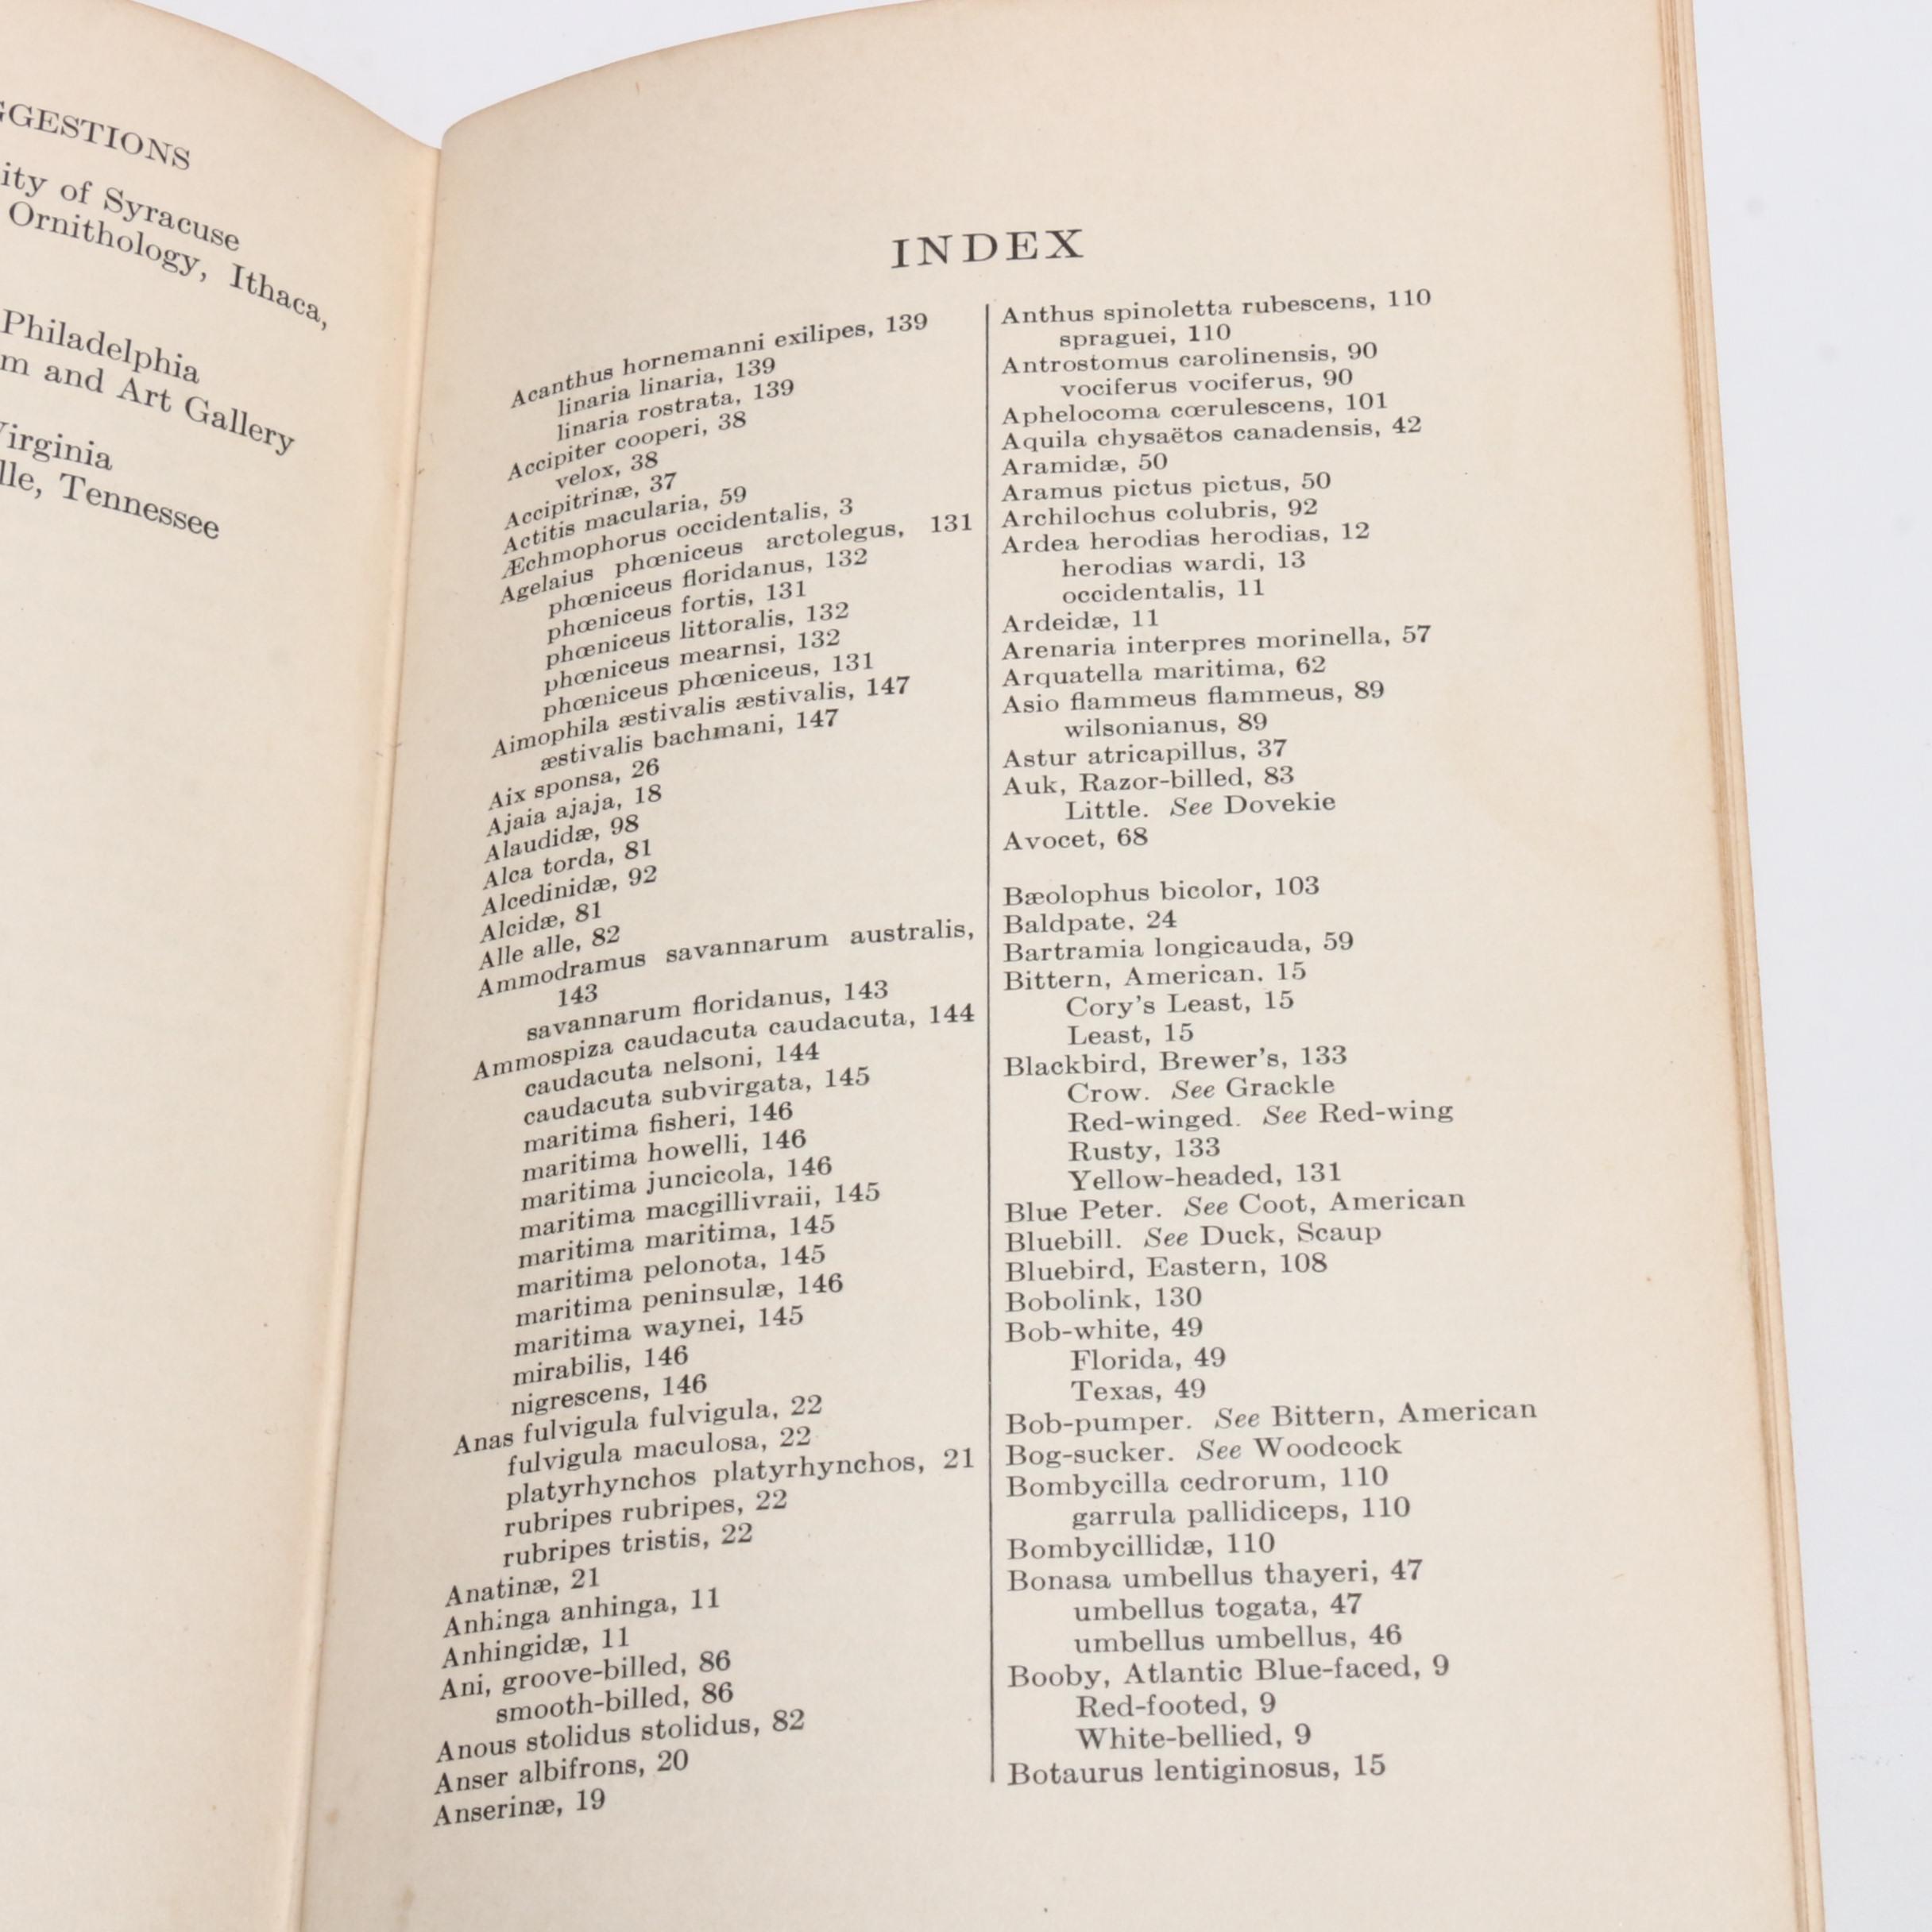 GGESTIONS
ity of Syracuse
Ornithology, Ithaca,
Philadelphia
m and Art Gallery
Virginia
lle, Tennessee
INDEX
Acanthus hornemanni exilipes, 139
linaria linaria, 139
linaria rostrata, 139
Accipiter cooperi, 38
velox, 38
Accipitrinæ, 37
Actitis macularia, 59
Æchmophorus occidentalis, 3
Agelaius phœniceus arctolegus, 131
phœniceus floridanus, 132
phœniceus fortis, 131
phœniceus littoralis, 132
phœniceus mearnsi, 132
phœniceus phœniceus, 131
Aimophila æstivalis æstivalis, 147
æstivalis bachmani, 147
Aix sponsa, 26
Ajaia ajaja, 18
Alaudidæ, 98
Alca torda, 81
Alcedinidæ, 92
Alcidæ, 81
Alle alle, 82
Ammodramus savannarum australis,
143
savannarum floridanus, 143
Ammospiza caudacuta caudacuta, 144
caudacuta nelsoni, 144
caudacuta subvirgata, 145
maritima fisheri, 146
maritima howelli, 146
maritima juncicola, 146
maritima macgillivraii, 145
maritima maritima, 145
maritima pelonota, 145
maritima peninsulæ, 146
maritima waynei, 145
mirabilis, 146
nigrescens, 146
Anas fulvigula fulvigula, 22
fulvigula maculosa, 22
platyrhynchos platyrhynchos, 21
rubripes rubripes, 22
rubripes tristis, 22
Anatinæ, 21
Anhinga anhinga, 11
Anhingidæ, 11
Ani, groove-billed, 86
smooth-billed, 86
Anous stolidus stolidus, 82
Anser albifrons, 20
Anserinæ, 19
Anthus spinoletta rubescens, 110
spraguei, 110
Antrostomus carolinensis, 90
vociferus vociferus, 90
Aphelocoma cœrulescens, 101
Aquila chysaëtos canadensis, 42
Aramidæ, 50
Aramus pictus pictus, 50
Archilochus colubris, 92
Ardea herodias herodias, 12
herodias wardi, 13
occidentalis, 11
Ardeidæ, 11
Arenaria interpres morinella, 57
Arquatella maritima, 62
Asio flammeus flammeus, 89
wilsonianus, 89
Astur atricapillus, 37
Auk, Razor-billed, 83
Little. See Dovekie
Avocet, 68
Bæolophus bicolor, 103
Baldpate, 24
Bartramia longicauda, 59
Bittern, American. 15
Cory's Least, 15
Least, 15
Blackbird, Brewer's, 133
Crow. See Grackle
Red-winged. See Red-wing
Rusty, 133
Yellow-headed, 131
Blue Peter. See Coot, American
Bluebill. See Duck, Scaup
Bluebird, Eastern, 108
Bobolink, 130
Bob-white, 49
Florida, 49
Texas, 49
Bob-pumper. See Bittern, American
Bog-sucker. See Woodcock
Bombycilla cedrorum, 110
garrula pallidiceps, 110
Bombycillidæ, 110
Bonasa umbellus thayeri, 47
umbellus togata, 47
umbellus umbellus, 46
Booby, Atlantic Blue-faced, 9
Red-footed, 9
White-bellied, 9
Botaurus lentiginosus, 15